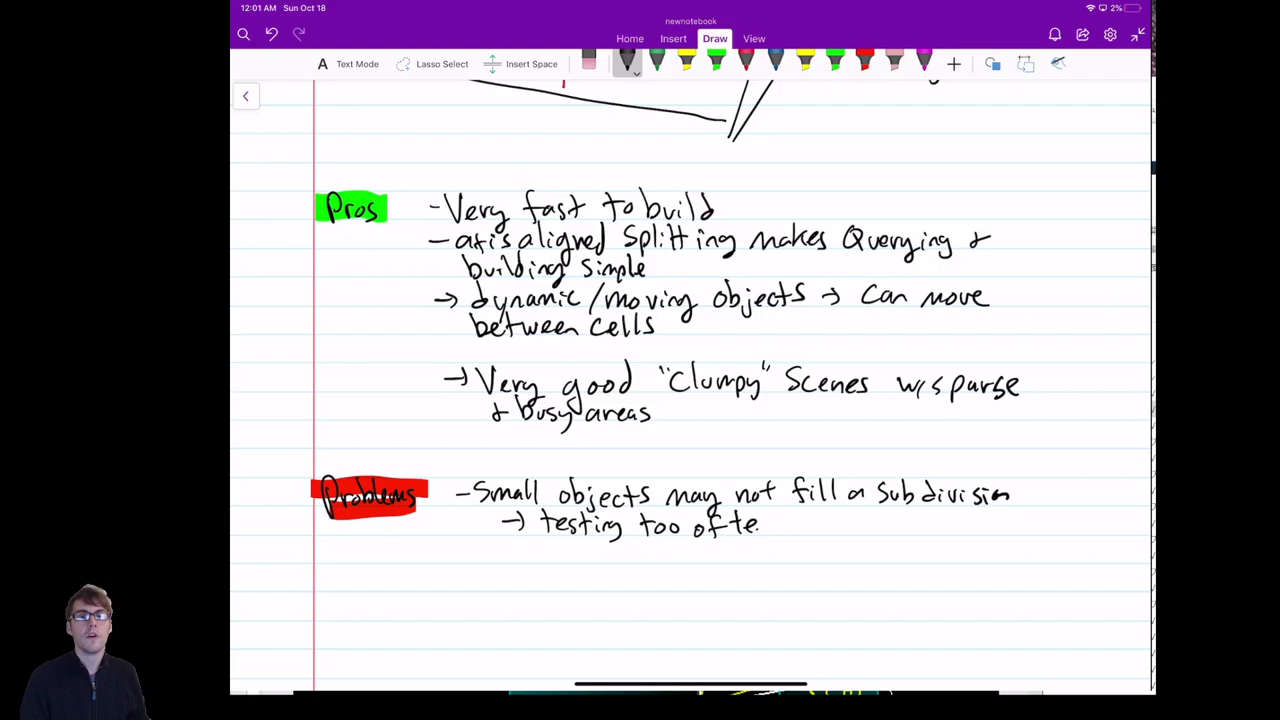 12:01 AM Sun Oct 18
2%
newnotebook
Home Insert Draw View
A Text Mode Lasso Select Insert Space
Pros - Very fast to build
- axis aligned Splitting makes Querying &
building Simple
→ dynamic/moving objects → Can move
between Cells
→ Very good "Clumpy" Scenes w/sparse
& busy areas
Problems - Small objects may not fill a Subdivision
→ testing too ofte